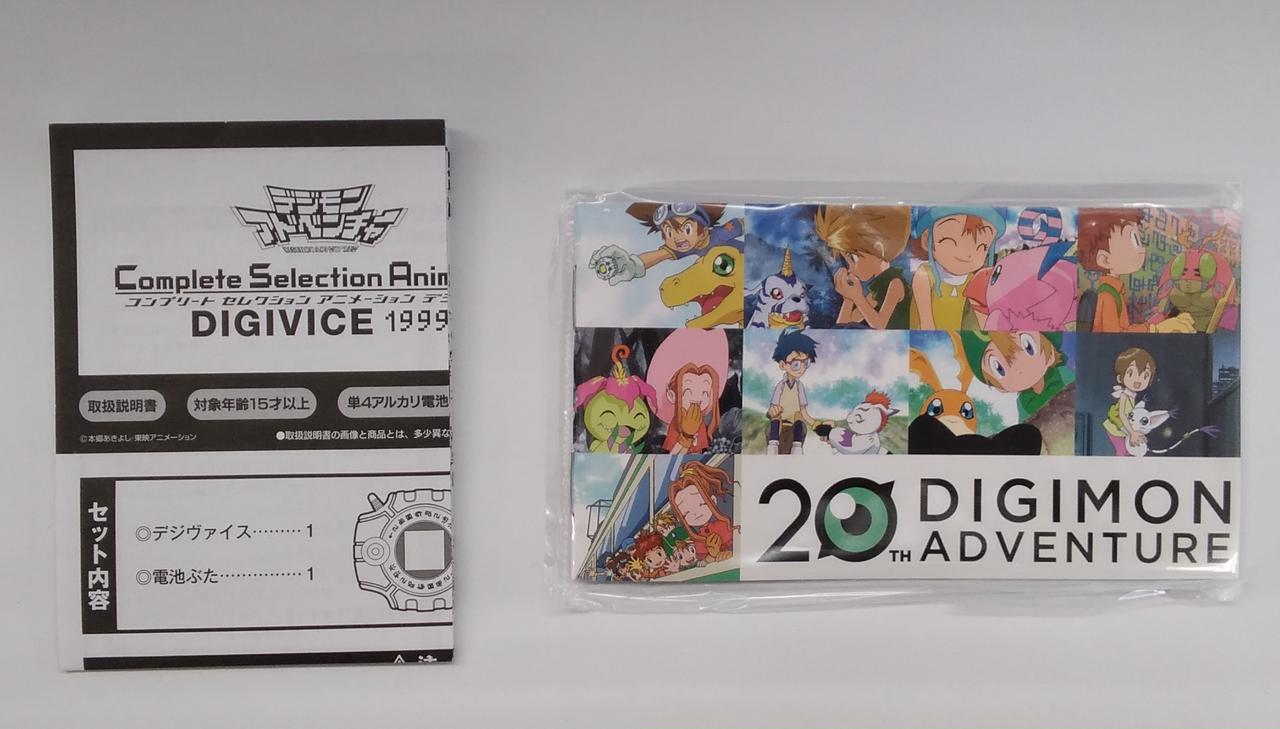 デジモン
アドベンチャー
Complete Selection Anim
コンプリート セレクション アニメーション デジ
DIGIVICE 1999
取扱説明書
対象年齢15才以上
単4アルカリ電池
©本郷あきよし・東映アニメーション
●取扱説明書の画像と商品とは、多少異な
セット内容
◎デジヴァイス………1
◎電池ぶた……………1
注
20TH
DIGIMON
ADVENTURE